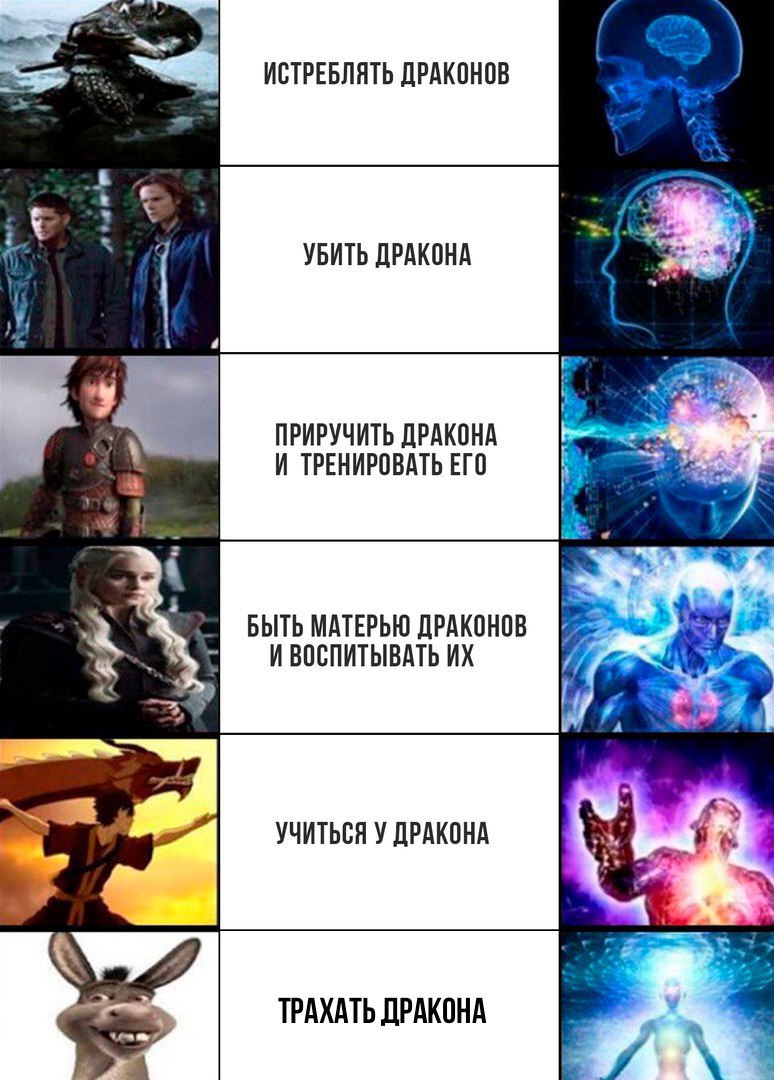 ИСТРЕБЛЯТЬ ДРАКОНОВ
УБИТЬ ДРАКОНА
ПРИРУЧИТЬ ДРАКОНА
И ТРЕНИРОВАТЬ ЕГО
БЫТЬ МАТЕРЬЮ ДРАКОНОВ
И ВОСПИТЫВАТЬ ИХ
УЧИТЬСЯ У ДРАКОНА
ТРАХАТЬ ДРАКОНА